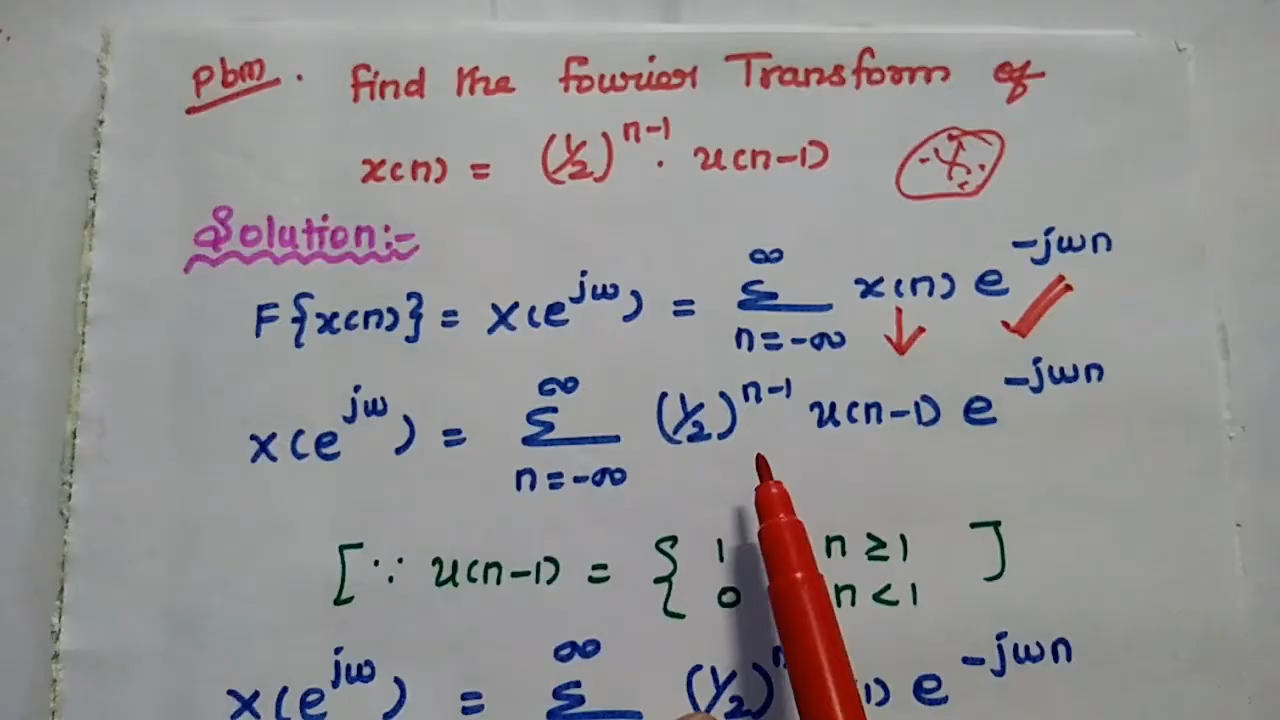 Pbm. Find the Fourier Transform of
x(n) = (1/2)^{n-1} . u(n-1)
Solution:-
F{x(n)} = X(e^{jω}) = Σ_{n=-∞}^{∞} x(n) e^{-jωn}
X(e^{jω}) = Σ_{n=-∞}^{∞} (1/2)^{n-1} u(n-1) e^{-jωn}
[∵ u(n-1) = { 1 n ≥ 1
0 n < 1 ]
X(e^{jω}) = Σ^{∞} (1/2)^{n e^{-jωn}